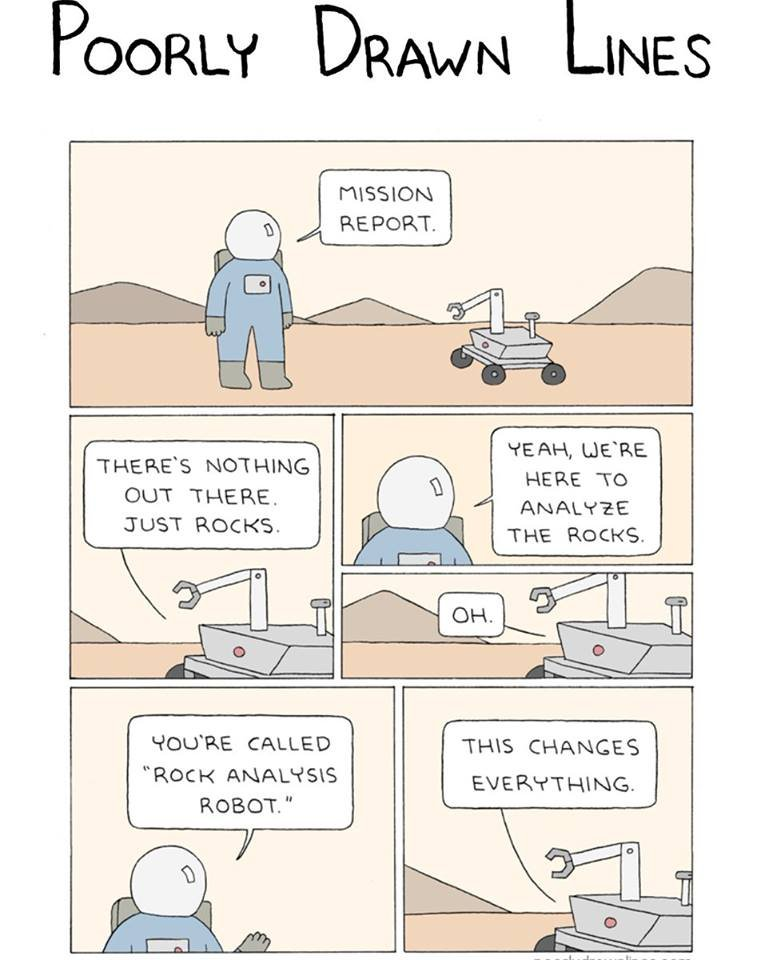 POORLY DRAWN LINES
MISSION
REPORT.
THERE'S NOTHING
OUT THERE.
JUST ROCKS.
YEAH, WE'RE
HERE TO
ANALYZE
THE ROCKS.
OH.
YOU'RE CALLED
"ROCK ANALYSIS
ROBOT."
THIS CHANGES
EVERYTHING.